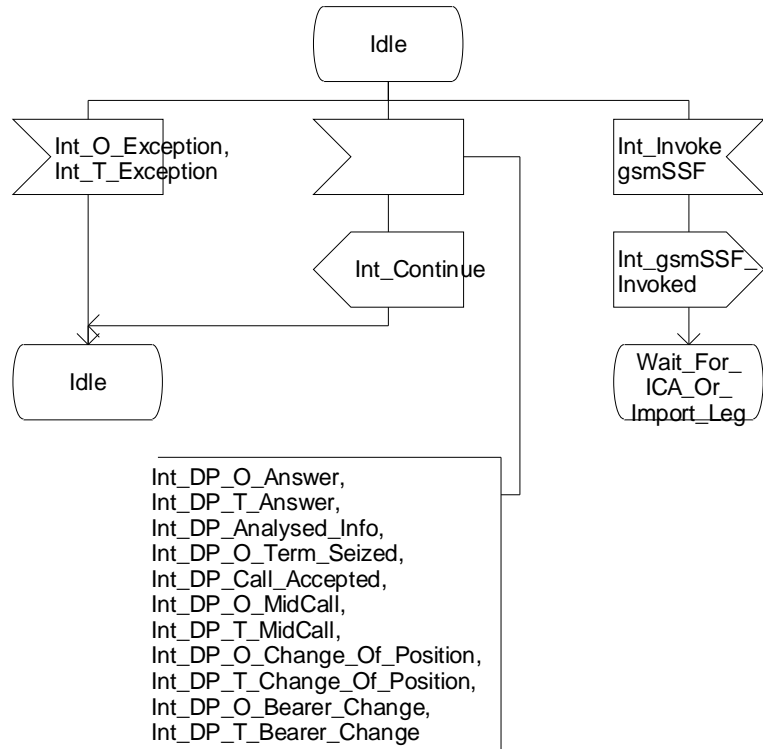 Idle
Int_O_Exception,
Int_T_Exception
Int_Invoke
gsmSSF
Int_Continue
Int_gsmSSF_
Invoked
Idle
Wait_For_
ICA_Or_
Import_Leg
Int_DP_O_Answer,
Int_DP_T_Answer,
Int_DP_Analysed_Info,
Int_DP_O_Term_Seized,
Int_DP_Call_Accepted,
Int_DP_O_MidCall,
Int_DP_T_MidCall,
Int_DP_O_Change_Of_Position,
Int_DP_T_Change_Of_Position,
Int_DP_O_Bearer_Change,
Int_DP_T_Bearer_Change